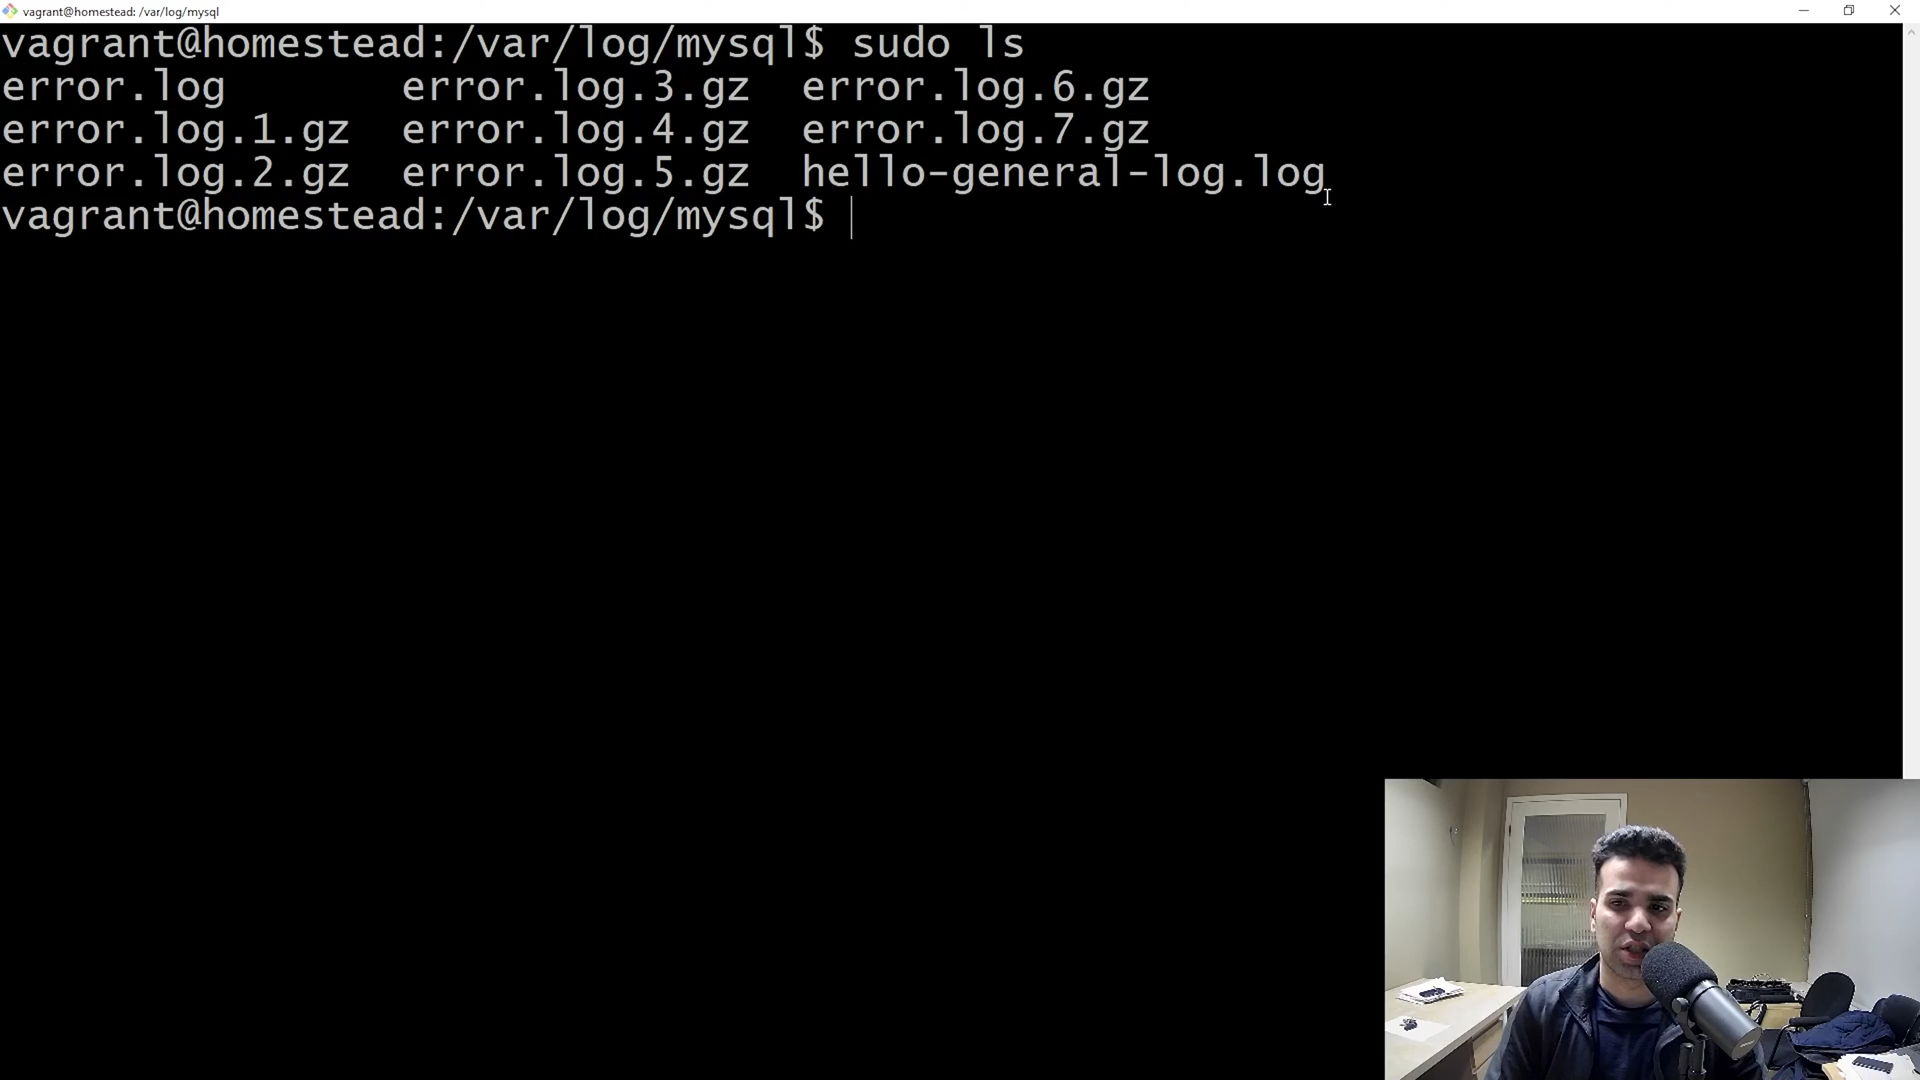 vagrant@homestead: /var/log/mysql
vagrant@homestead:/var/log/mysql$ sudo ls
error.log error.log.3.gz error.log.6.gz
error.log.1.gz error.log.4.gz error.log.7.gz
error.log.2.gz error.log.5.gz hello-general-log.log
vagrant@homestead:/var/log/mysql$